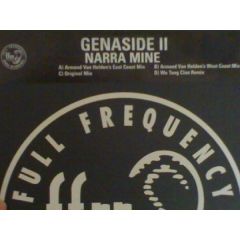 GENASIDE II
NARRA MINE
A) Armand Van Helden's East Coast Mix
B) Armand Van Helden's West Coast Mix
C) Original Mix
D) Wu Tang Clan Remix
FULL FREQUENCY
ffrr